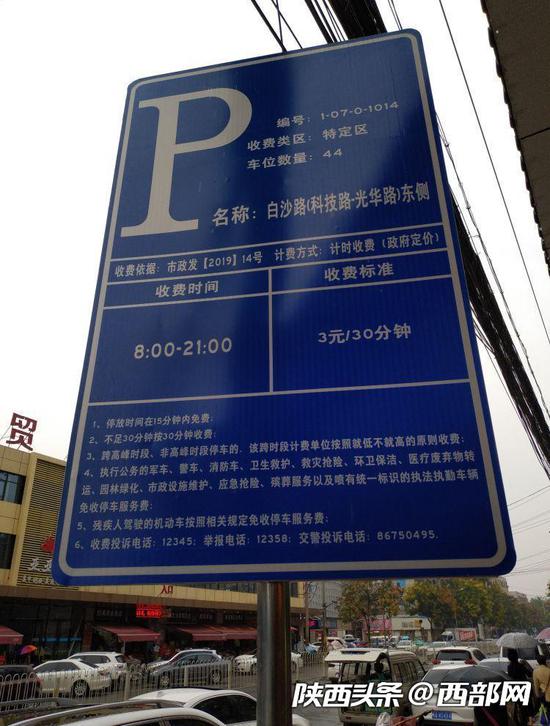 P
编号：1-07-0-1014
收费类区：特定区
车位数量：44
名称：白沙路(科技路-光华路)东侧
收费依据：市政发【2019】14号 计费方式：计时收费（政府定价）
收费时间 收费标准
8:00-21:00 3元/30分钟
1、停放时间在15分钟内免费；
2、不足30分钟按30分钟收费；
3、跨高峰时段、非高峰时段停车的，该跨时段计费单位按照就低不就高的原则收费；
4、执行公务的军车、警车、消防车、卫生救护、救灾抢险、环卫保洁、医疗废弃物转
运、园林绿化、市政设施维护、应急抢险、殡葬服务以及喷有统一标识的执法执勤车辆
免收停车服务费；
5、残疾人驾驶的机动车按照相关规定免收停车服务费；
6、收费投诉电话：12345；举报电话：12358；交警投诉电话：86750495.
贸
入口
陕西头条 @西部网